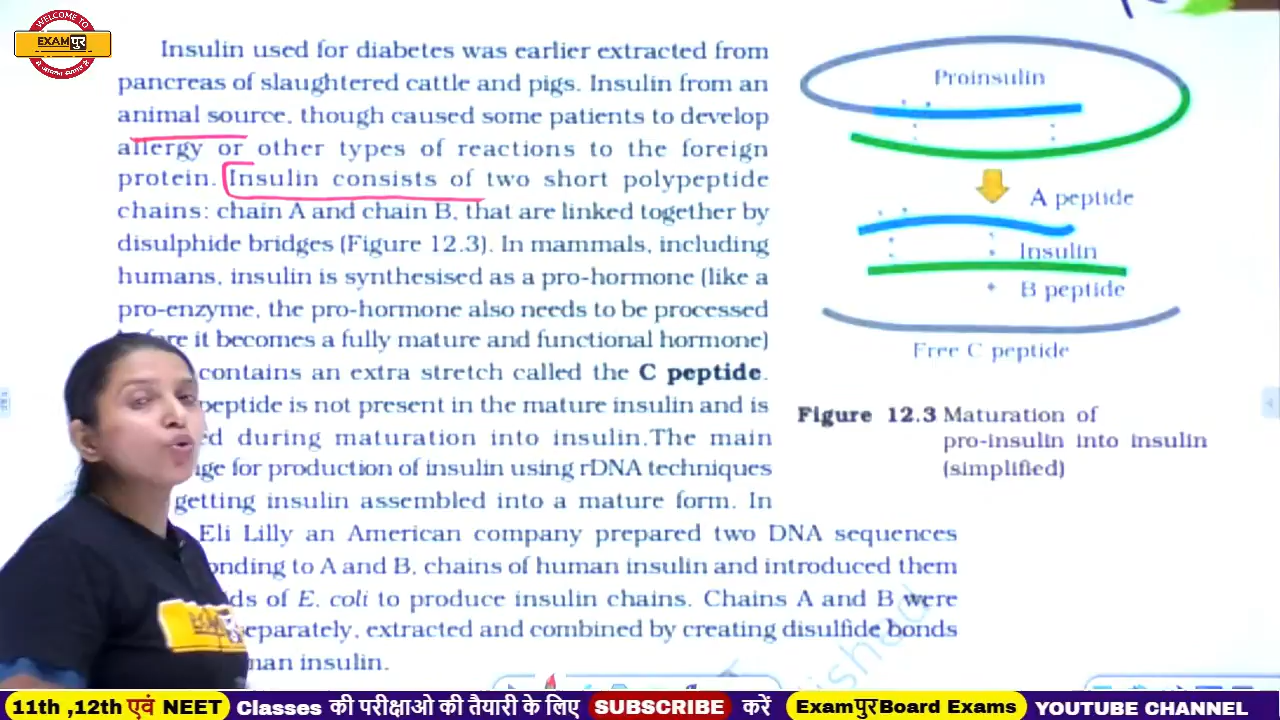 WELCOME TO
EXAMपुर
Insulin used for diabetes was earlier extracted from
pancreas of slaughtered cattle and pigs. Insulin from an
animal source, though caused some patients to develop
allergy or other types of reactions to the foreign
protein. Insulin consists of two short polypeptide
chains: chain A and chain B, that are linked together by
disulphide bridges (Figure 12.3). In mammals, including
humans, insulin is synthesised as a pro-hormone (like a
pro-enzyme, the pro-hormone also needs to be processed
it becomes a fully mature and functional hormone)
contains an extra stretch called the C peptide.
peptide is not present in the mature insulin and is
during maturation into insulin.The main
for production of insulin using rDNA techniques
getting insulin assembled into a mature form. In
Eli Lilly an American company prepared two DNA sequences
to A and B, chains of human insulin and introduced them
of E. coli to produce insulin chains. Chains A and B were
separately, extracted and combined by creating disulfide bonds
insulin.
Proinsulin
A peptide
Insulin
B peptide
Free C peptide
Figure 12.3 Maturation of
pro-insulin into insulin
(simplified)
11th ,12th एवं NEET Classes की परीक्षाओ की तैयारी के लिए SUBSCRIBE करें ExamपुरBoard Exams YOUTUBE CHANNEL